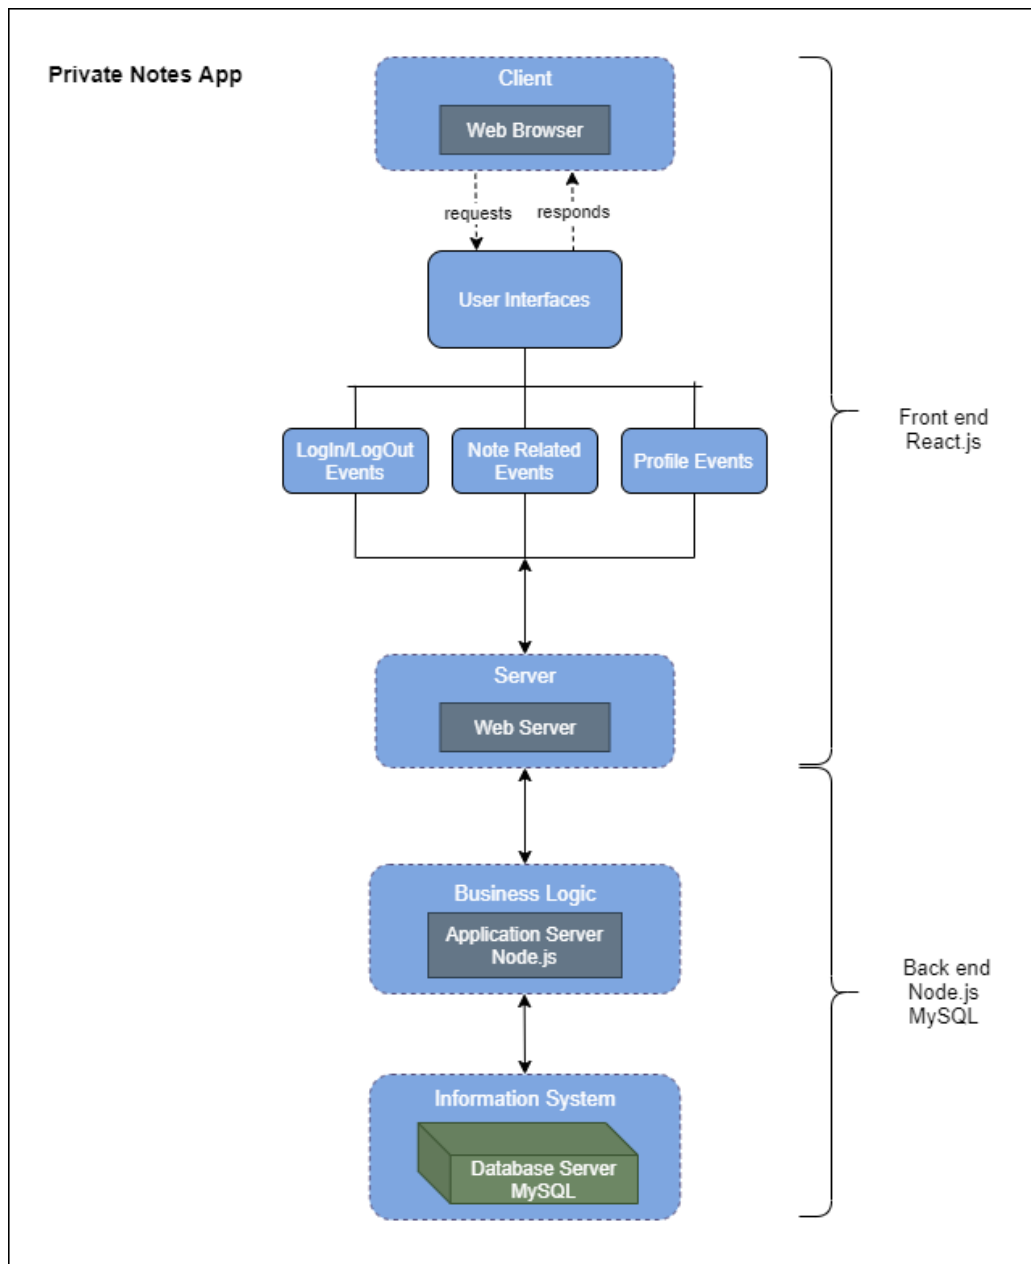 Private Notes App
Client
Web Browser
requests
responds
User Interfaces
LogIn/LogOut
Events
Note Related
Events
Profile Events
Front end
React.js
Server
Web Server
Business Logic
Application Server
Node.js
Back end
Node.js
MySQL
Information System
Database Server
MySQL